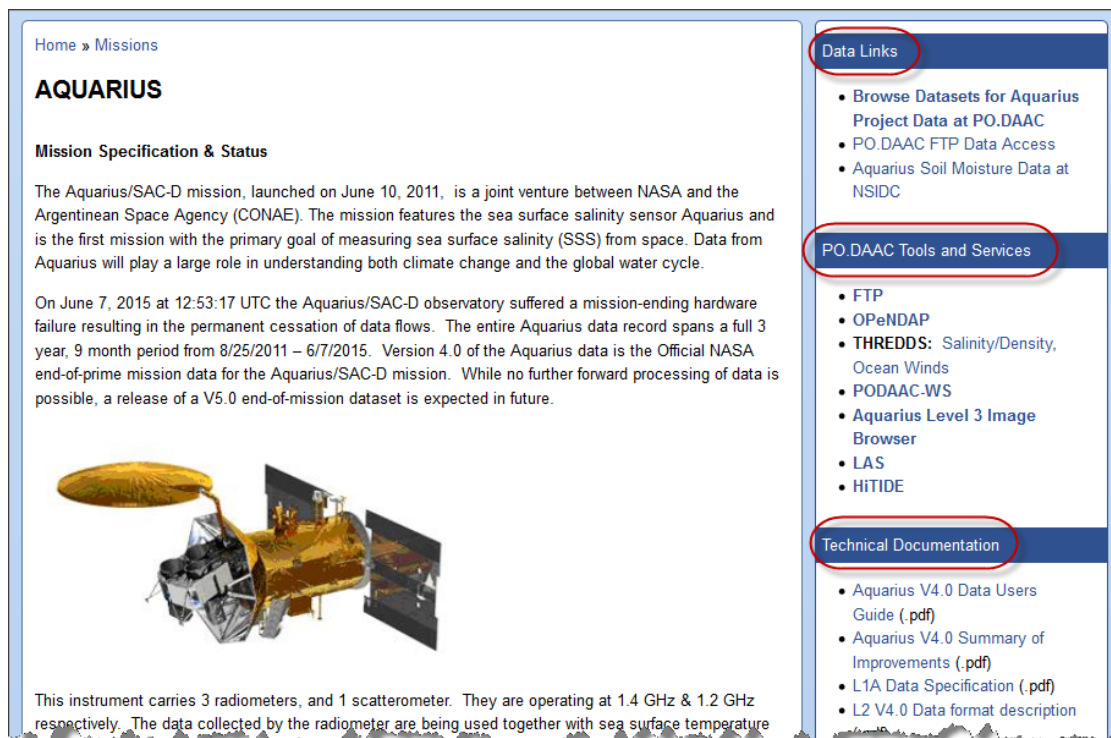 Home » Missions
AQUARIUS
Mission Specification & Status
The Aquarius/SAC-D mission, launched on June 10, 2011,  is a joint venture between NASA and the
Argentinean Space Agency (CONAE). The mission features the sea surface salinity sensor Aquarius and
is the first mission with the primary goal of measuring sea surface salinity (SSS) from space. Data from
Aquarius will play a large role in understanding both climate change and the global water cycle.
On June 7, 2015 at 12:53:17 UTC the Aquarius/SAC-D observatory suffered a mission-ending hardware
failure resulting in the permanent cessation of data flows.  The entire Aquarius data record spans a full 3
year, 9 month period from 8/25/2011 – 6/7/2015.  Version 4.0 of the Aquarius data is the Official NASA
end-of-prime mission data for the Aquarius/SAC-D mission.  While no further forward processing of data is
possible, a release of a V5.0 end-of-mission dataset is expected in future.
This instrument carries 3 radiometers, and 1 scatterometer.  They are operating at 1.4 GHz & 1.2 GHz
respectively.  The data collected by the radiometer are being used together with sea surface temperature
Data Links
• Browse Datasets for Aquarius
Project Data at PO.DAAC
• PO.DAAC FTP Data Access
• Aquarius Soil Moisture Data at
NSIDC
PO.DAAC Tools and Services
• FTP
• OPeNDAP
• THREDDS:  Salinity/Density,
Ocean Winds
• PODAAC-WS
• Aquarius Level 3 Image
Browser
• LAS
• HiTIDE
Technical Documentation
• Aquarius V4.0 Data Users
Guide (.pdf)
• Aquarius V4.0 Summary of
Improvements (.pdf)
• L1A Data Specification (.pdf)
• L2 V4.0 Data format description